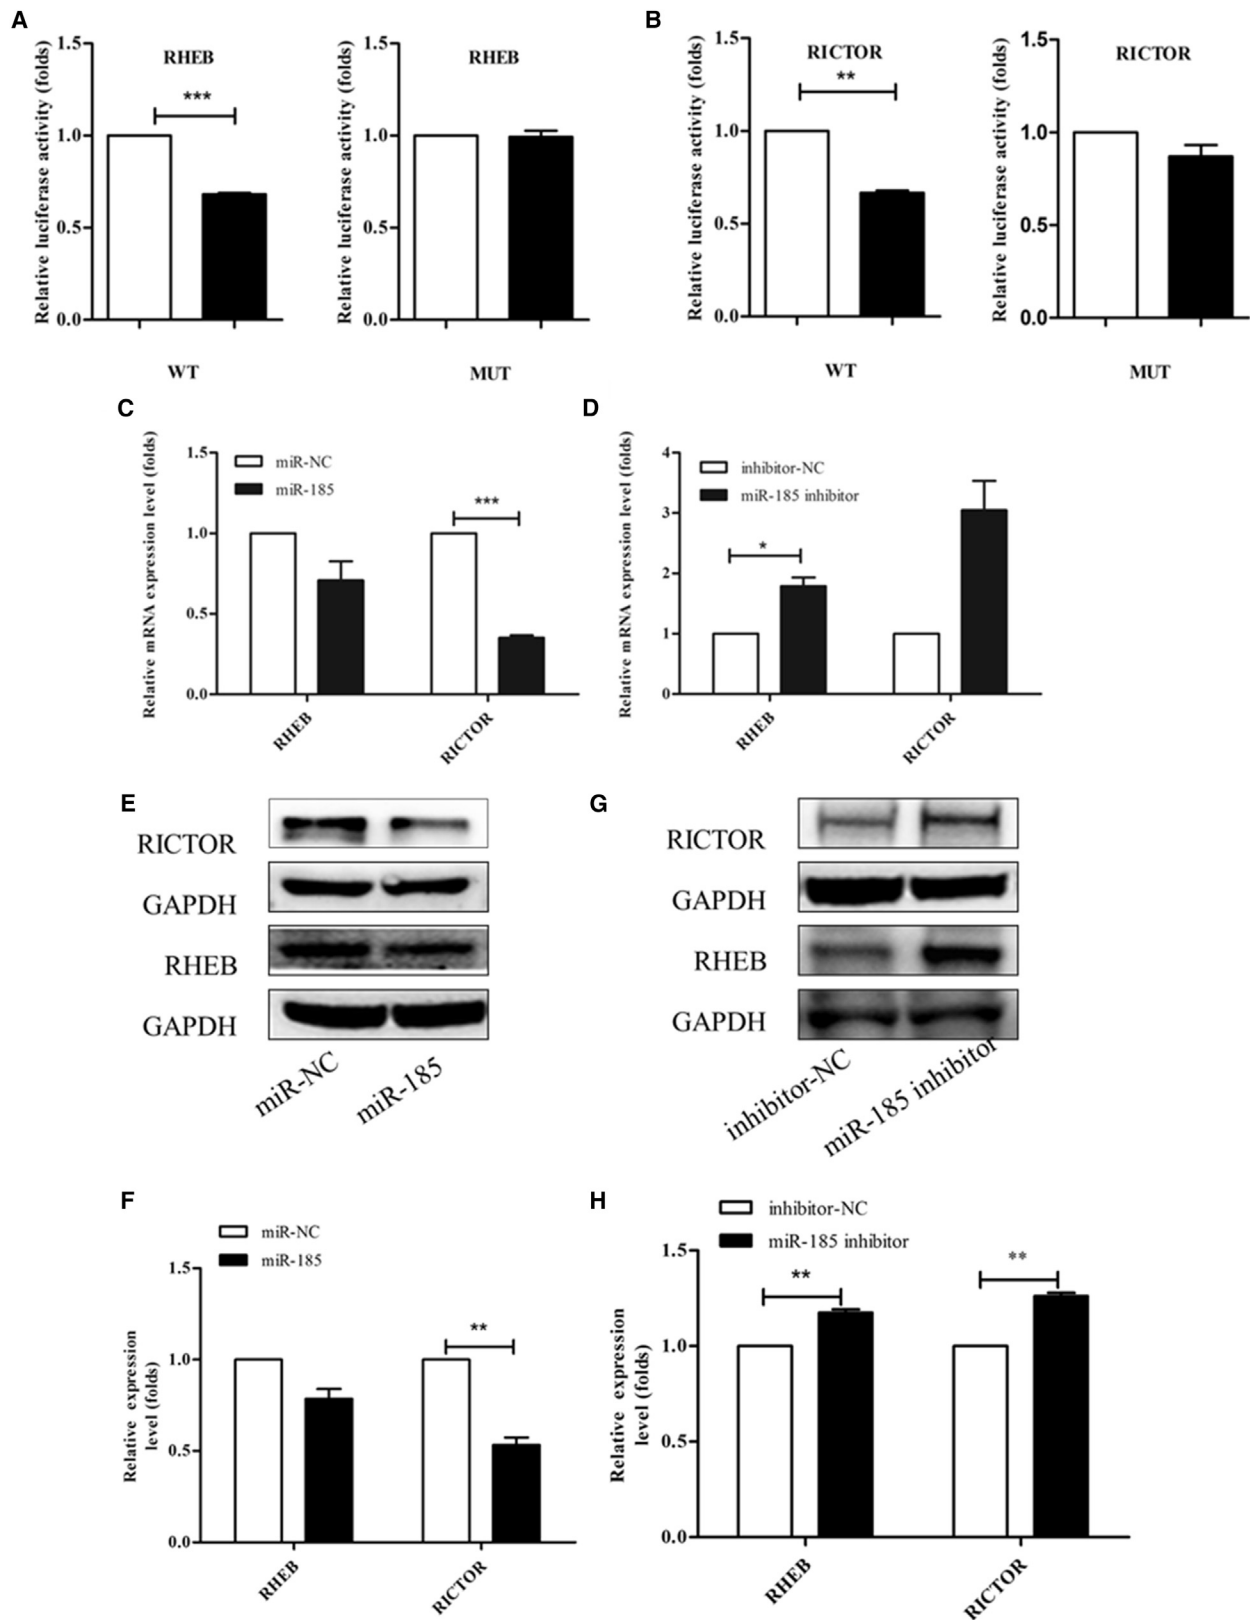 A
Relative luciferase activity (folds)
1.5
1.0
0.5
0.0
RHEB
***
WT
Relative luciferase activity (folds)
1.5
1.0
0.5
0.0
RHEB
MUT
B
Relative luciferase activity (folds)
1.5
1.0
0.5
0.0
RICTOR
**
WT
Relative luciferase activity (folds)
1.5
1.0
0.5
0.0
RICTOR
MUT
C
Relative mRNA expression level (folds)
1.5
1.0
0.5
0.0
miR-NC
miR-185
***
RHEB
RICTOR
D
Relative mRNA expression level (folds)
4
3
2
1
0
inhibitor-NC
miR-185 inhibitor
*
RHEB
RICTOR
E
RICTOR
GAPDH
RHEB
GAPDH
miR-NC
miR-185
G
RICTOR
GAPDH
RHEB
GAPDH
inhibitor-NC
miR-185 inhibitor
F
miR-NC
miR-185
Relative expression
level (folds)
1.5
1.0
0.5
0.0
**
RHEB
RICTOR
H
inhibitor-NC
miR-185 inhibitor
Relative expression
level (folds)
1.5
1.0
0.5
0.0
**
**
RHEB
RICTOR